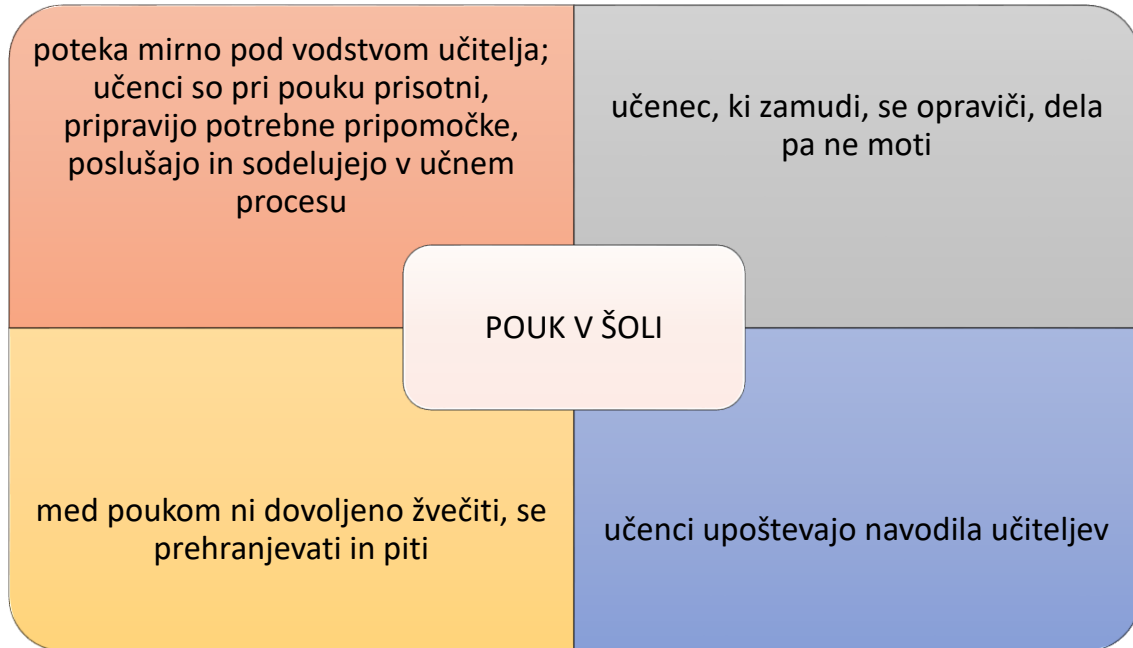 poteka mirno pod vodstvom učitelja;
učenci so pri pouku prisotni,
pripravijo potrebne pripomočke,
poslušajo in sodelujejo v učnem
procesu
učenec, ki zamudi, se opraviči, dela
pa ne moti
POUK V ŠOLI
med poukom ni dovoljeno žvečiti, se
prehranjevati in piti
učenci upoštevajo navodila učiteljev